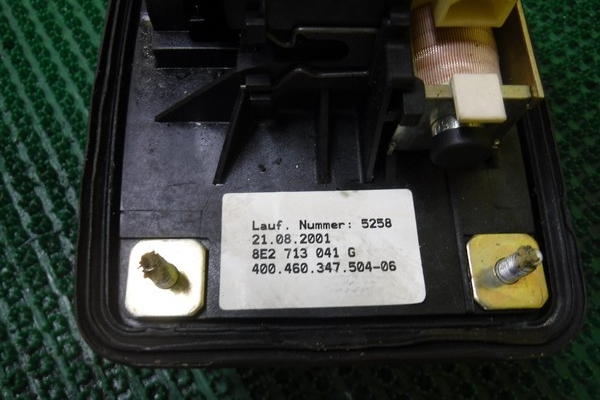 Lauf. Nummer: 5258
21.08.2001
8E2 713 041 G
400.460.347.504-06